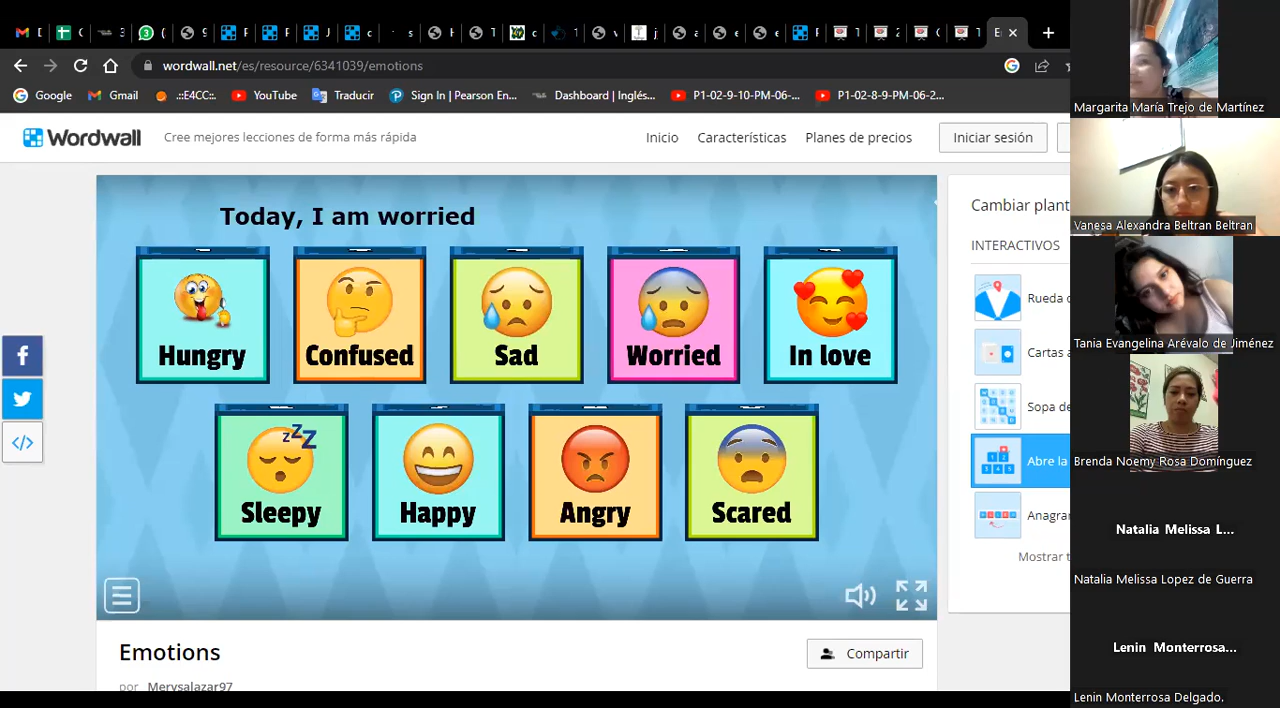 wordwall.net/es/resource/6341039/emotions
Google
Gmail
.::E4CC::.
YouTube
Traducir
Sign In | Pearson En...
Dashboard | Inglés...
P1-02-9-10-PM-06-...
P1-02-8-9-PM-06-2...
Wordwall
Cree mejores lecciones de forma más rápida
Inicio
Características
Planes de precios
Iniciar sesión
Today, I am worried
Hungry
Confused
Sad
Worried
In love
Sleepy
Happy
Angry
Scared
Cambiar plant
INTERACTIVOS
Rueda
Cartas a
Sopa de
Abre la
Anagra
Mostrar t
Emotions
Compartir
por Merysalazar97
Margarita María Trejo de Martínez
Vanesa Alexandra Beltran Beltran
Tania Evangelina Arévalo de Jiménez
Brenda Noemy Rosa Domínguez
Natalia Melissa L...
Natalia Melissa Lopez de Guerra
Lenin Monterrosa...
Lenin Monterrosa Delgado.